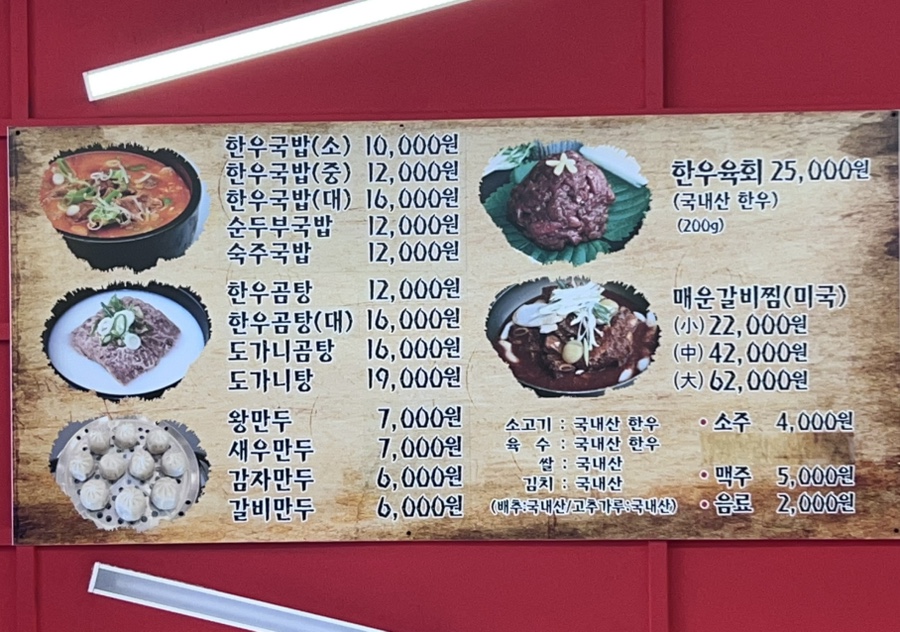 한우국밥(소) 10,000원
한우국밥(중) 12,000원
한우국밥(대) 16,000원
순두부국밥 12,000원
숙주국밥 12,000원
한우곰탕 12,000원
한우곰탕(대) 16,000원
도가니곰탕 16,000원
도가니탕 19,000원
왕만두 7,000원
새우만두 7,000원
감자만두 6,000원
갈비만두 6,000원
한우육회 25,000원
(국내산 한우)
(200g)
매운갈비찜(미국)
(小) 22,000원
(中) 42,000원
(大) 62,000원
소고기 : 국내산 한우
육 수 : 국내산 한우
쌀 : 국내산
김치 : 국내산
(배추:국내산/고추가루:국내산)
•소주 4,000원
•맥주 5,000원
•음료 2,000원